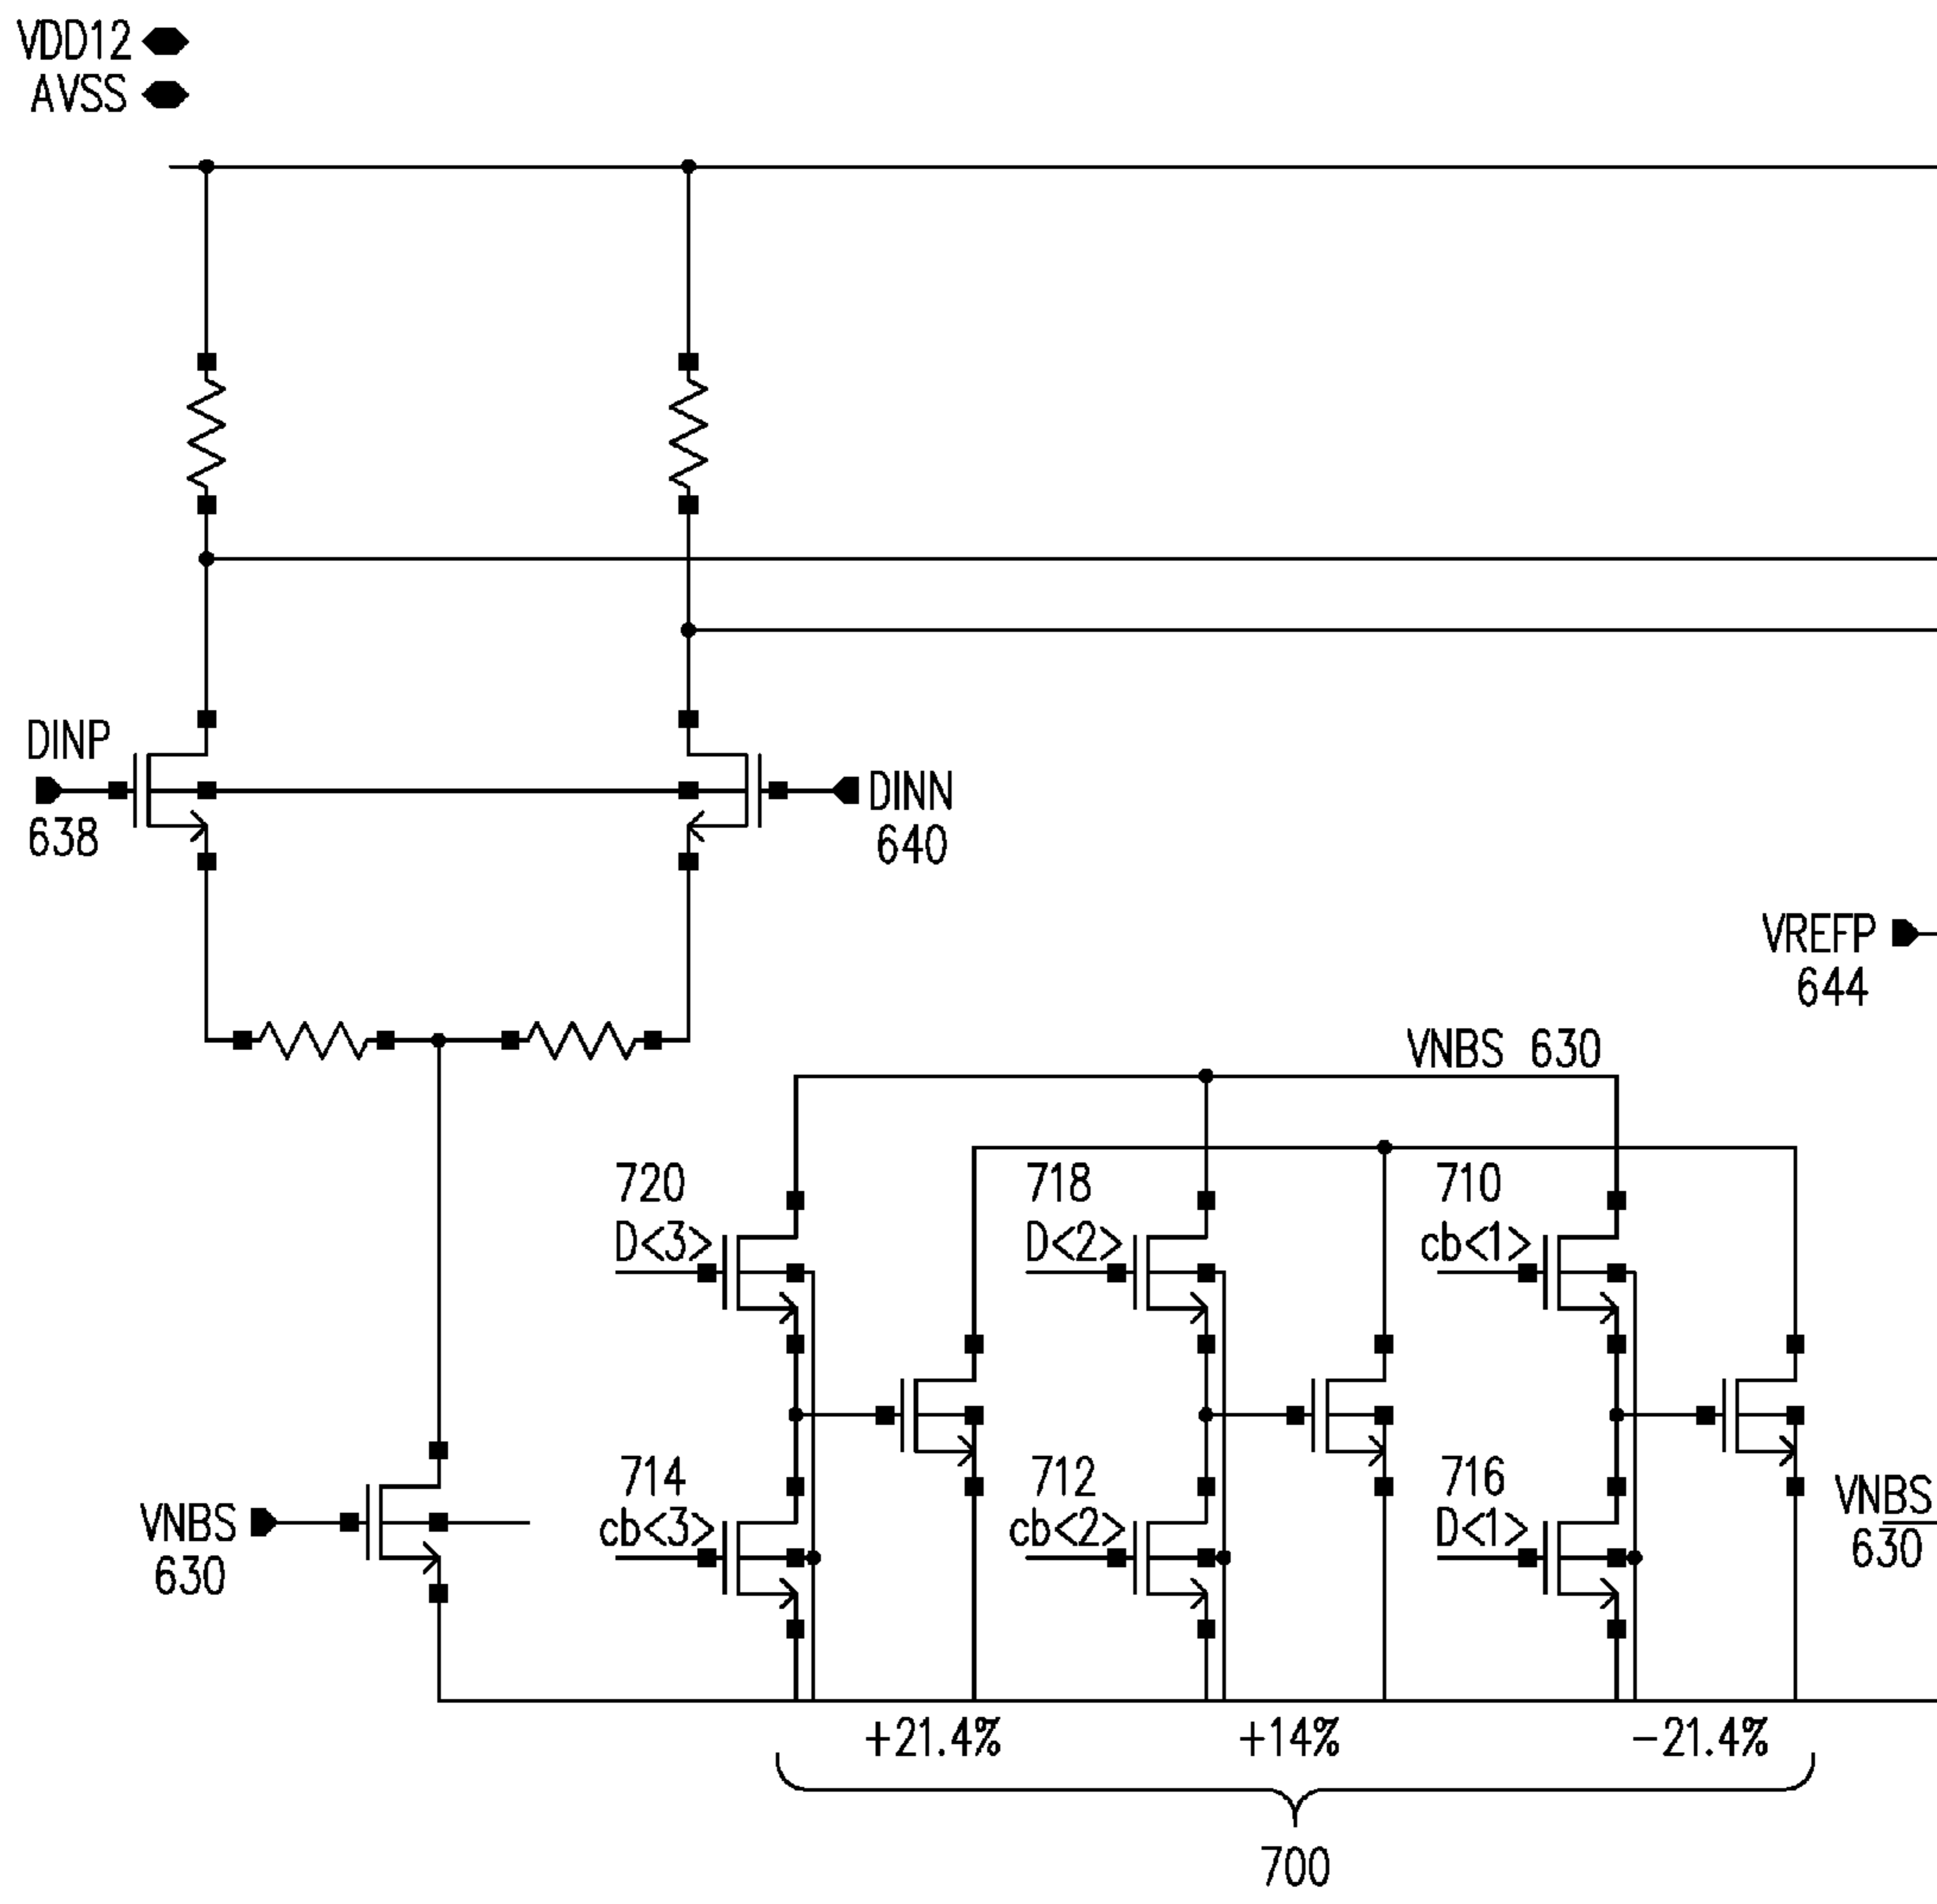 VDD12
AVSS
DINP
638
DINN
640
VREFP
644
VNBS 630
720
D<3>
718
D<2>
710
cb<1>
714
cb<3>
712
cb<2>
716
D<1>
VNBS
630
VNBS
630
+21.4%
+14%
-21.4%
700